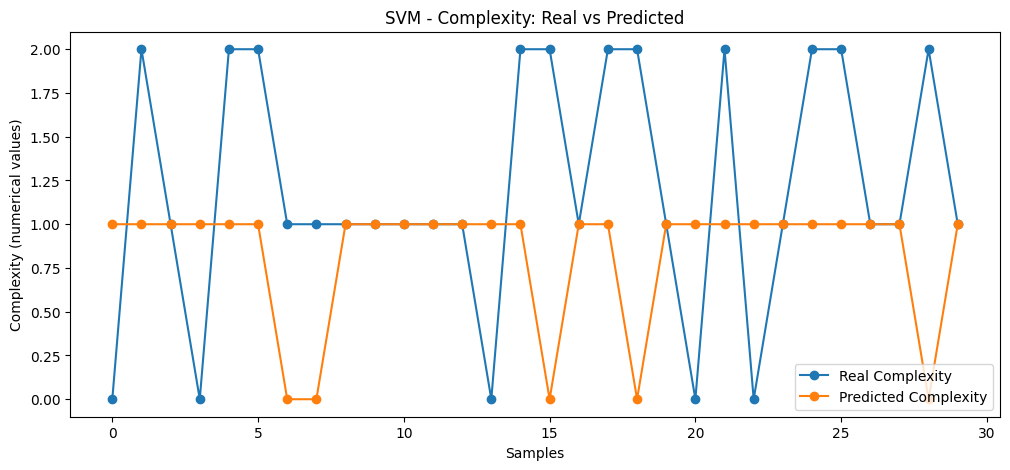 SVM - Complexity: Real vs Predicted
Complexity (numerical values)
2.00
1.75
1.50
1.25
1.00
0.75
0.50
0.25
0.00
0 5 10 15 20 25 30
Samples
Real Complexity
Predicted Complexity